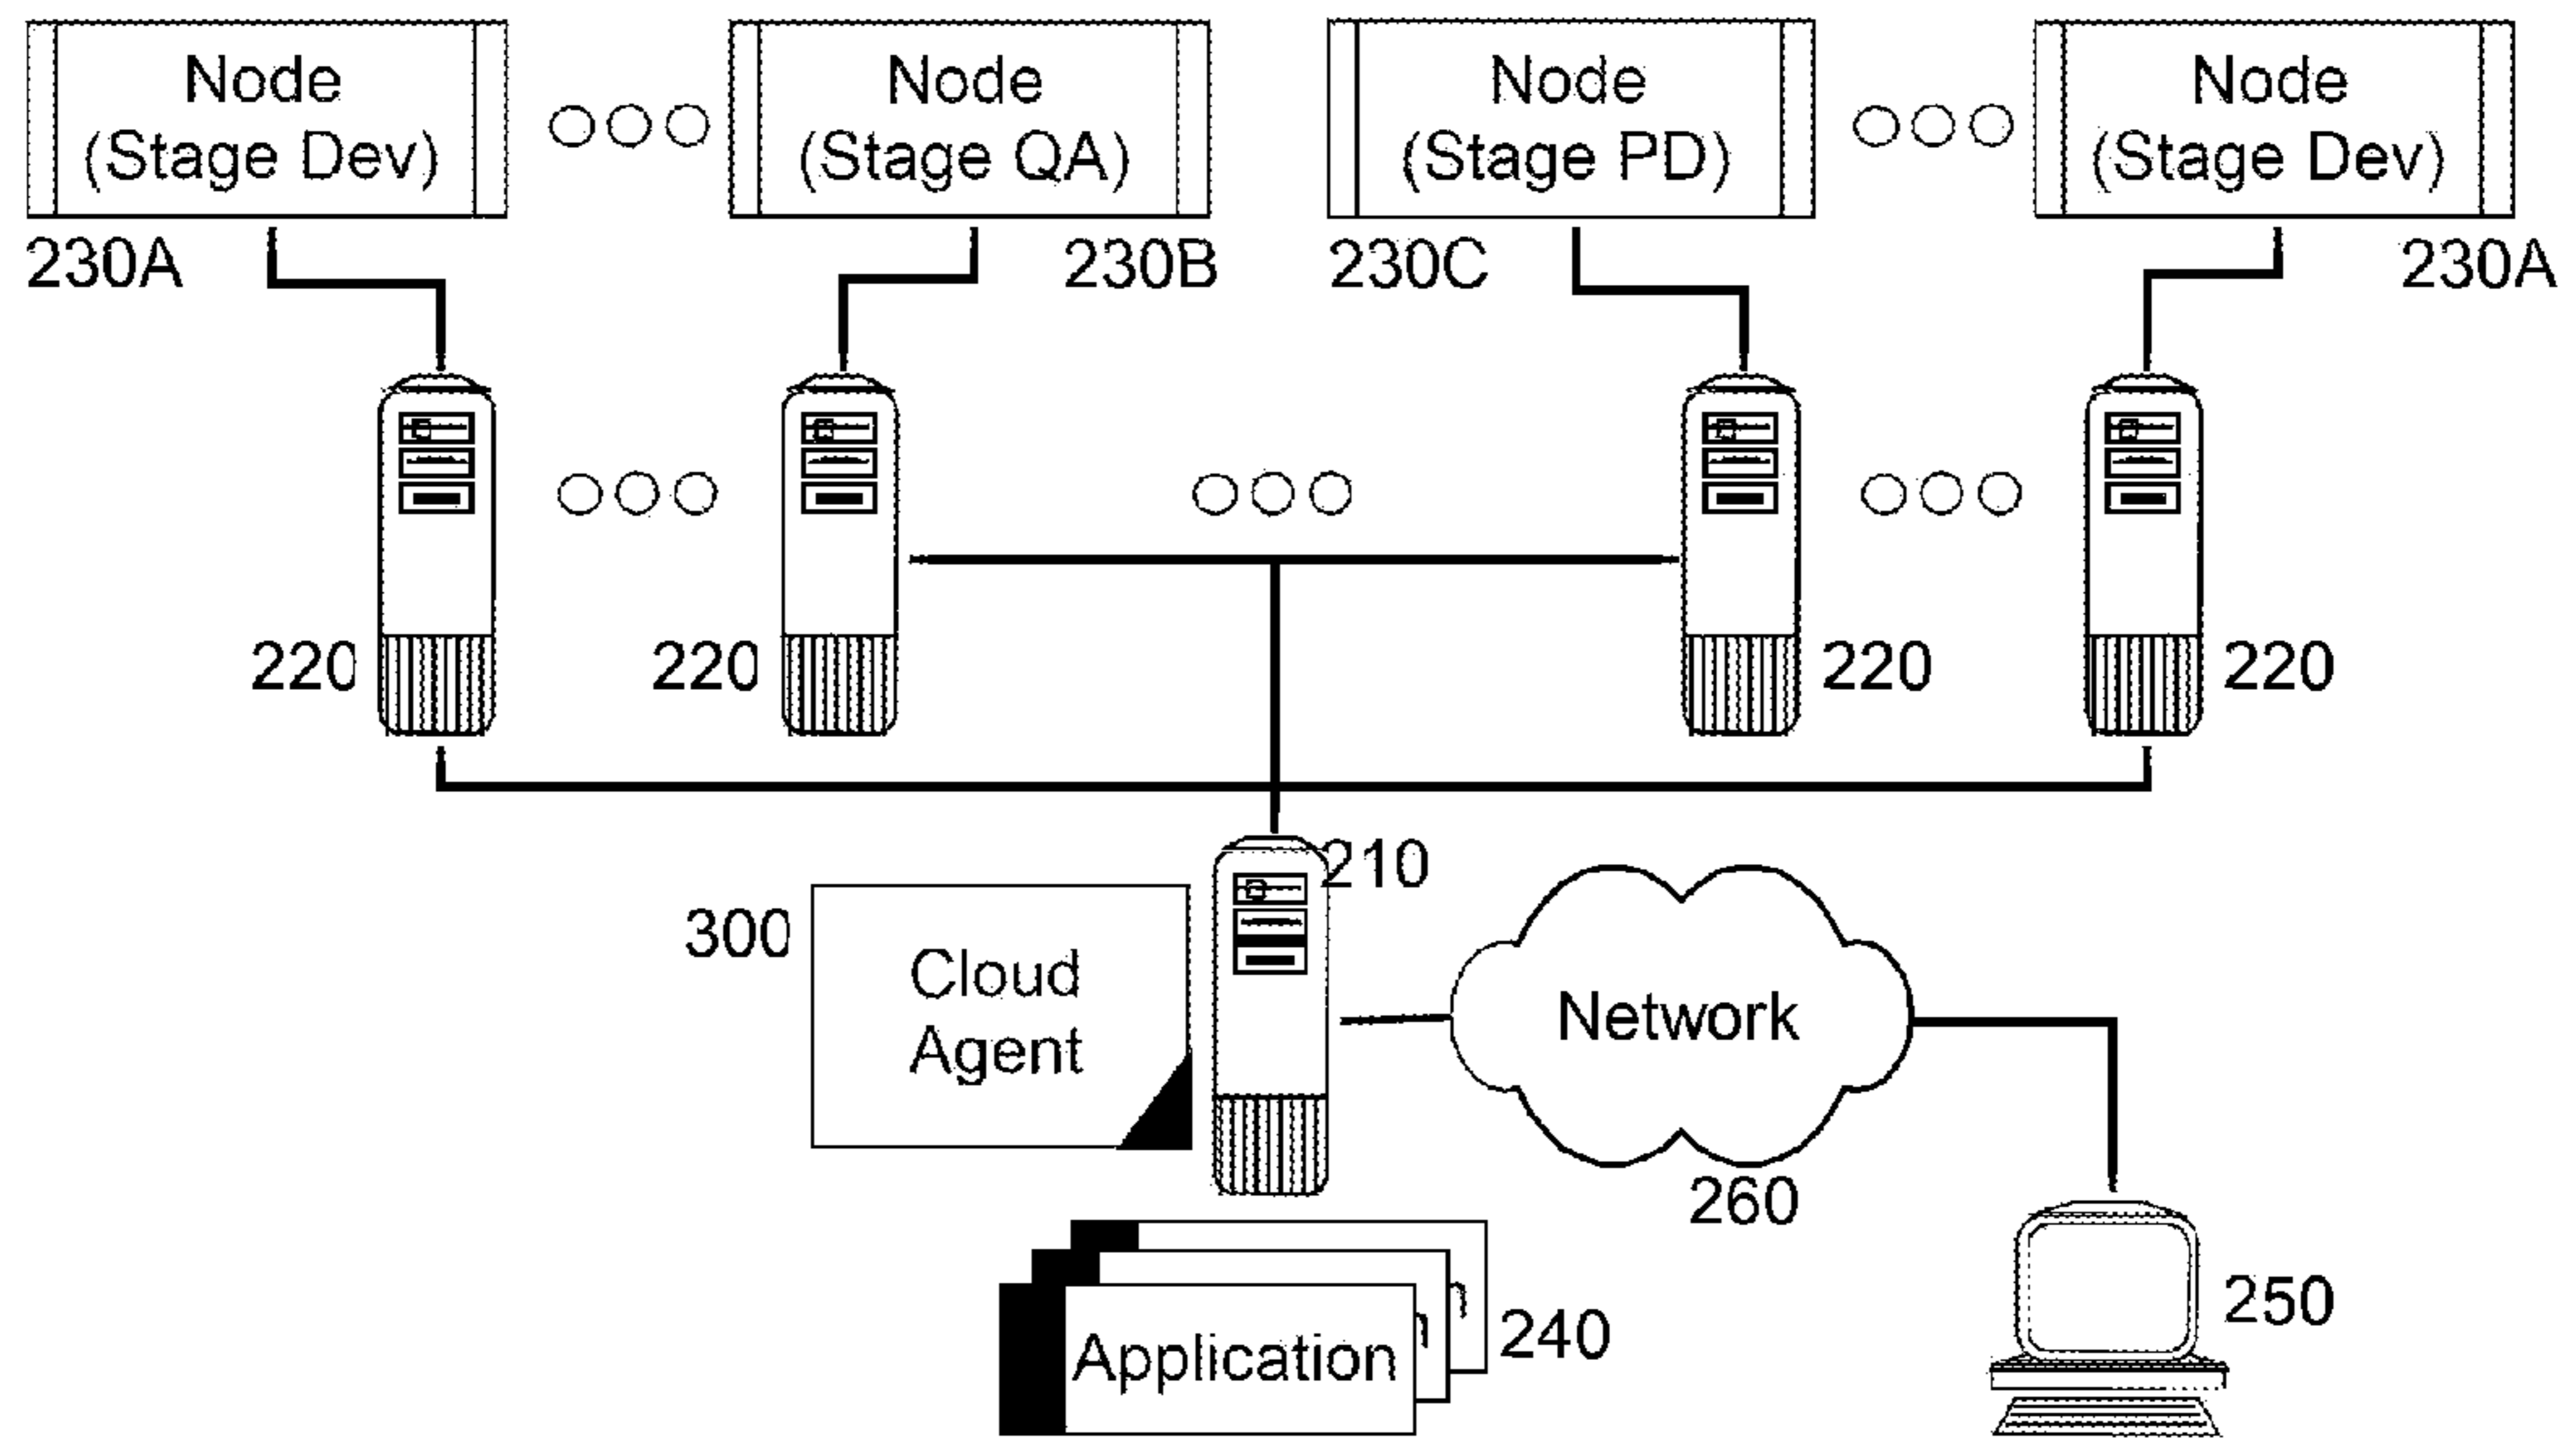 Node
(Stage Dev)
Node
(Stage QA)
Node
(Stage PD)
Node
(Stage Dev)
230A
230B
230C
230A
220
220
220
220
210
300
Cloud
Agent
Network
260
250
240
Application